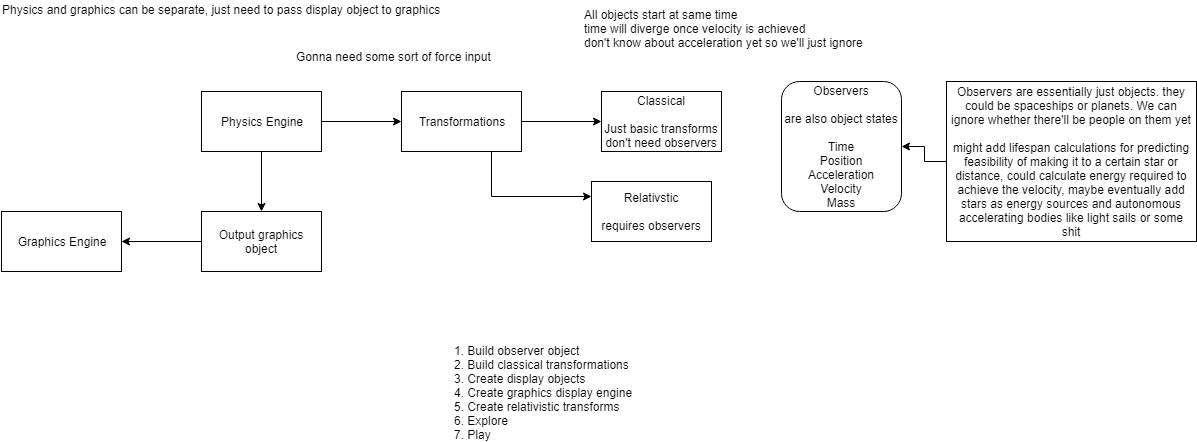 Physics and graphics can be separate, just need to pass display object to graphics
All objects start at same time
time will diverge once velocity is achieved
don't know about acceleration yet so we'll just ignore
Gonna need some sort of force input
Physics Engine
Transformations
Classical
Just basic transforms
don't need observers
Relativstic
requires observers
Output graphics
object
Graphics Engine
Observers
are also object states
Time
Position
Acceleration
Velocity
Mass
Observers are essentially just objects. they
could be spaceships or planets. We can
ignore whether there'll be people on them yet
might add lifespan calculations for predicting
feasibility of making it to a certain star or
distance, could calculate energy required to
achieve the velocity, maybe eventually add
stars as energy sources and autonomous
accelerating bodies like light sails or some
shit
1. Build observer object
2. Build classical transformations
3. Create display objects
4. Create graphics display engine
5. Create relativistic transforms
6. Explore
7. Play